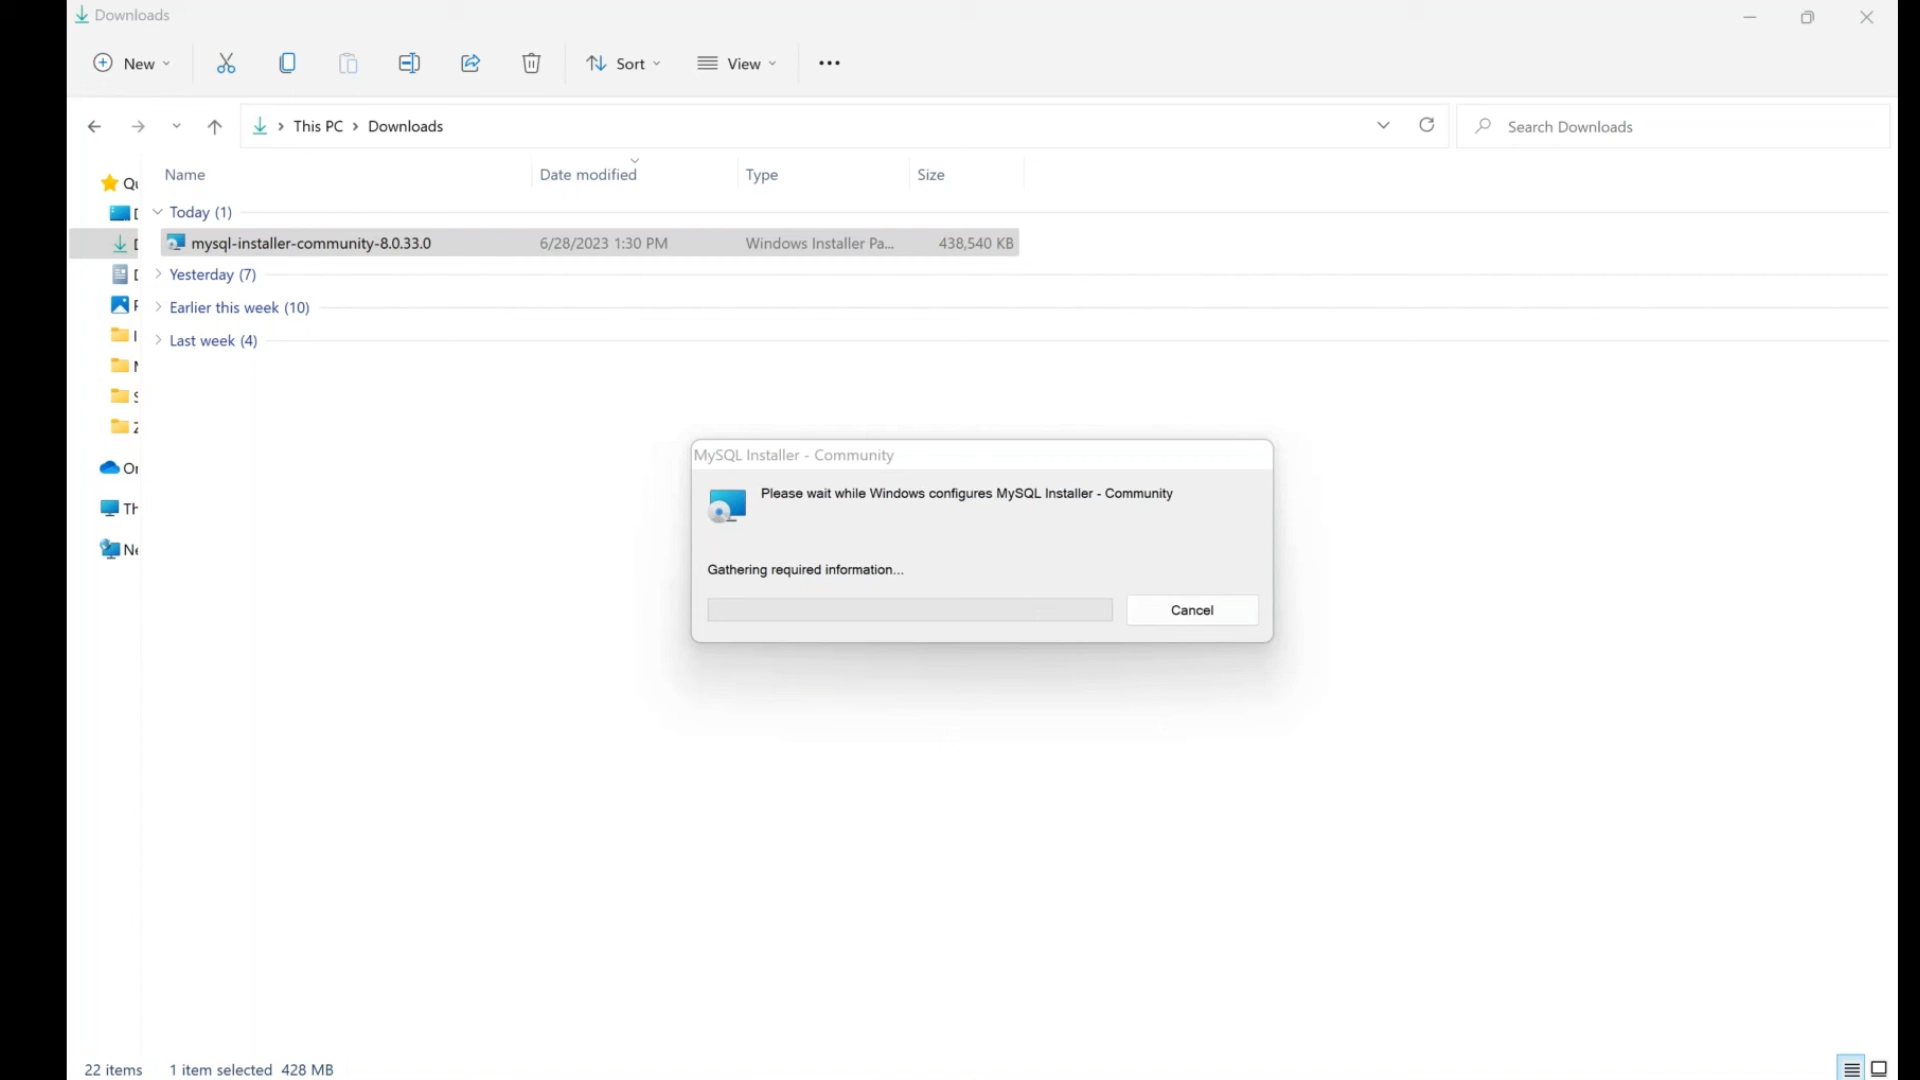 Downloads
New
Sort
View
This PC
Downloads
Search Downloads
Name
Date modified
Type
Size
Today (1)
mysql-installer-community-8.0.33.0 6/28/2023 1:30 PM Windows Installer Pa... 438,540 KB
Yesterday (7)
Earlier this week (10)
Last week (4)
MySQL Installer - Community
Please wait while Windows configures MySQL Installer - Community
Gathering required information...
Cancel
22 items
1 item selected 428 MB